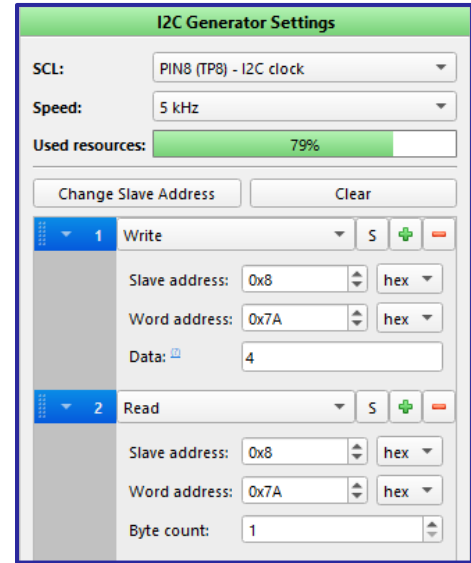 I2C Generator Settings
SCL: PIN8 (TP8) - I2C clock
Speed: 5 kHz
Used resources: 79%
Change Slave Address Clear
1 Write S
Slave address: 0x8 hex
Word address: 0x7A hex
Data: 4
2 Read S
Slave address: 0x8 hex
Word address: 0x7A hex
Byte count: 1